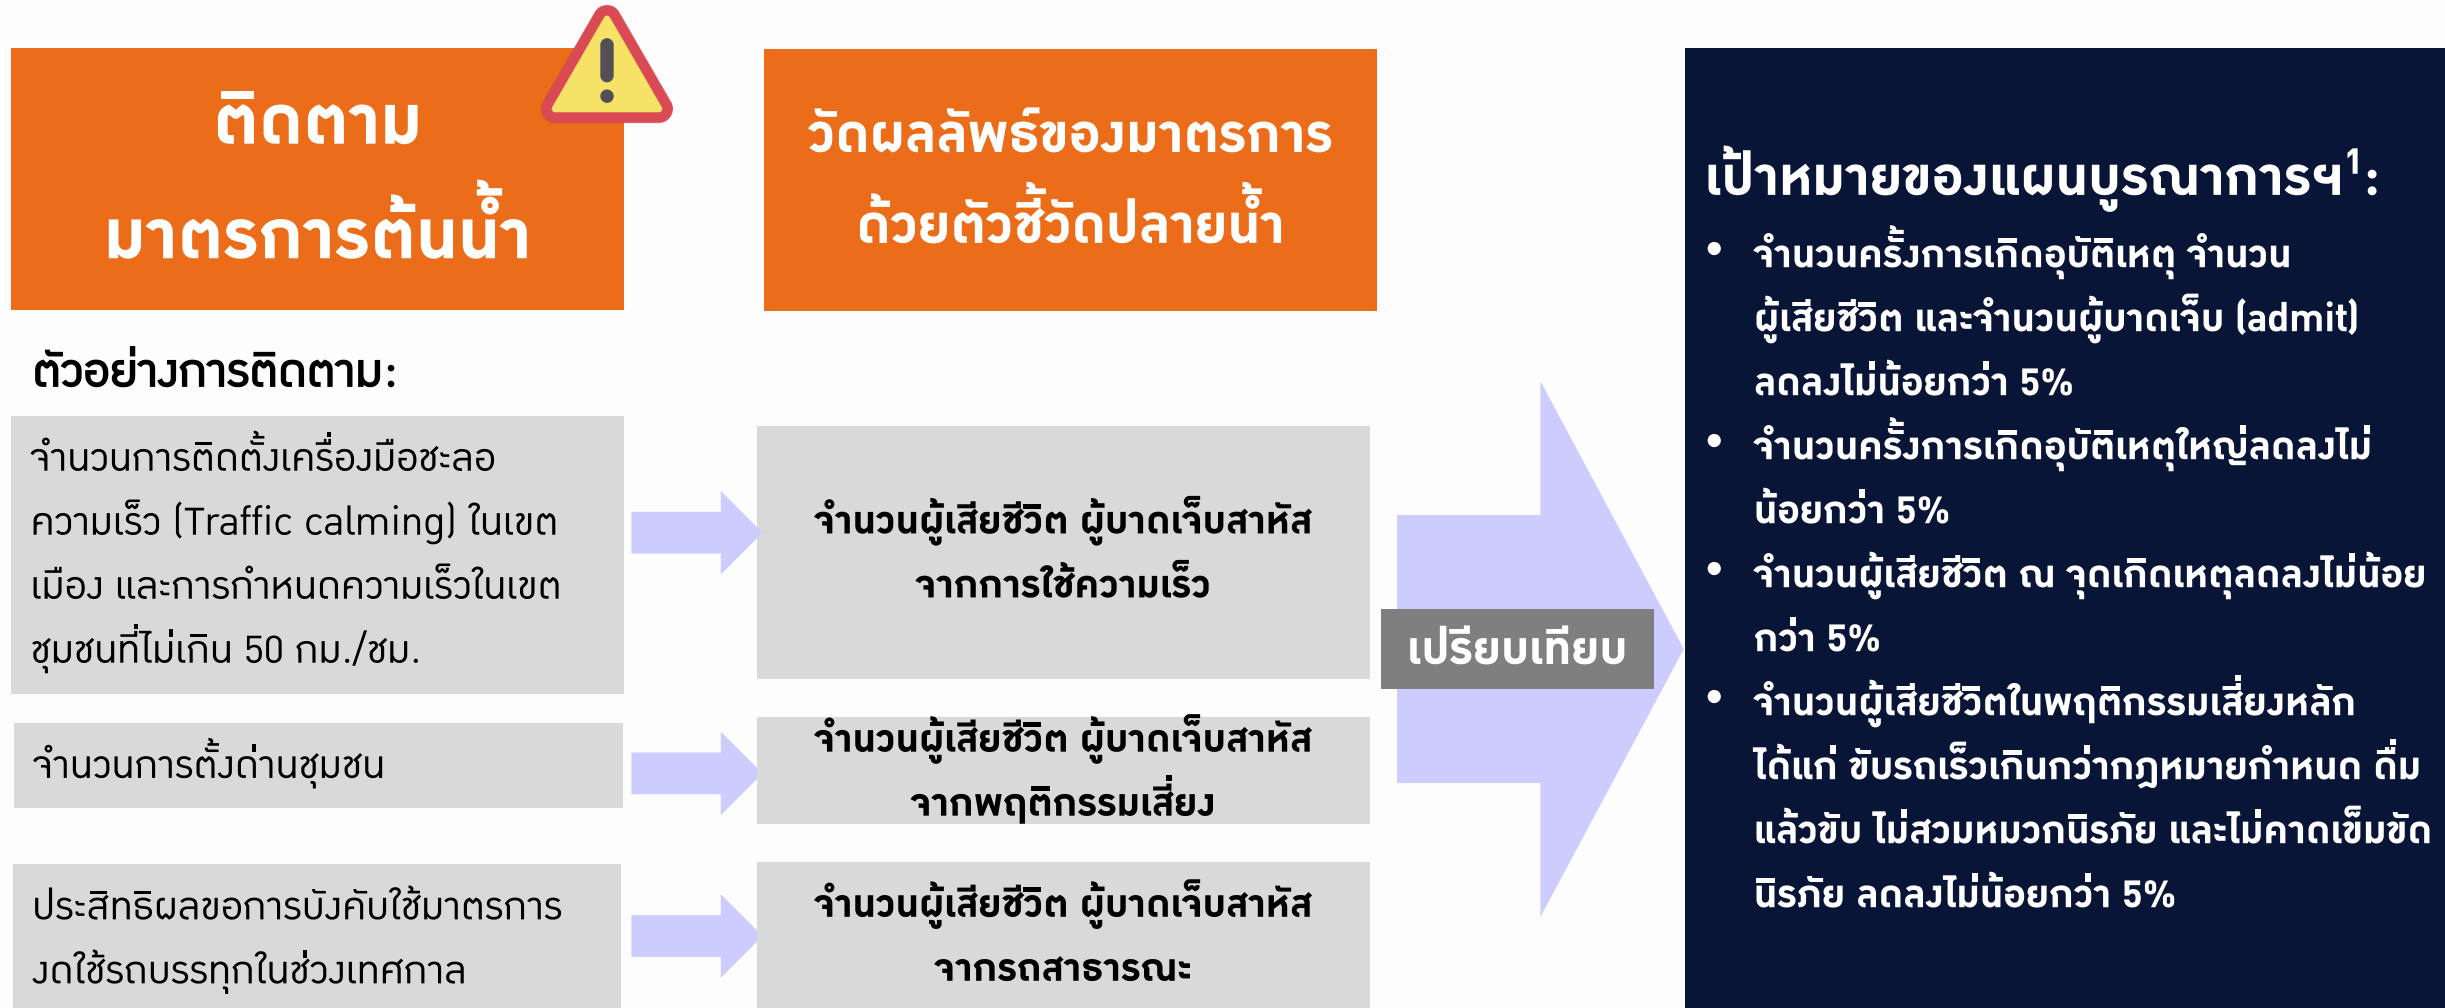 ติดตาม
มาตรการต้นน้ำ
วัดผลลัพธ์ของมาตรการ
ด้วยตัวชี้วัดปลายน้ำ
ตัวอย่างการติดตาม:
จำนวนการติดตั้งเครื่องมือชะลอ
ความเร็ว (Traffic calming) ในเขต
เมือง และการกำหนดความเร็วในเขต
ชุมชนที่ไม่เกิน 50 กม./ชม.
จำนวนผู้เสียชีวิต ผู้บาดเจ็บสาหัส
จากการใช้ความเร็ว
จำนวนการตั้งด่านชุมชน
จำนวนผู้เสียชีวิต ผู้บาดเจ็บสาหัส
จากพฤติกรรมเสี่ยง
ประสิทธิผลขอการบังคับใช้มาตรการ
งดใช้รถบรรทุกในช่วงเทศกาล
จำนวนผู้เสียชีวิต ผู้บาดเจ็บสาหัส
จากรถสาธารณะ
เปรียบเทียบ
เป้าหมายของแผนบูรณาการฯ¹:
• จำนวนครั้งการเกิดอุบัติเหตุ จำนวน
ผู้เสียชีวิต และจำนวนผู้บาดเจ็บ (admit)
ลดลงไม่น้อยกว่า 5%
• จำนวนครั้งการเกิดอุบัติเหตุใหญ่ลดลงไม่
น้อยกว่า 5%
• จำนวนผู้เสียชีวิต ณ จุดเกิดเหตุลดลงไม่น้อย
กว่า 5%
• จำนวนผู้เสียชีวิตในพฤติกรรมเสี่ยงหลัก
ได้แก่ ขับรถเร็วเกินกว่ากฎหมายกำหนด ดื่ม
แล้วขับ ไม่สวมหมวกนิรภัย และไม่คาดเข็มขัด
นิรภัย ลดลงไม่น้อยกว่า 5%